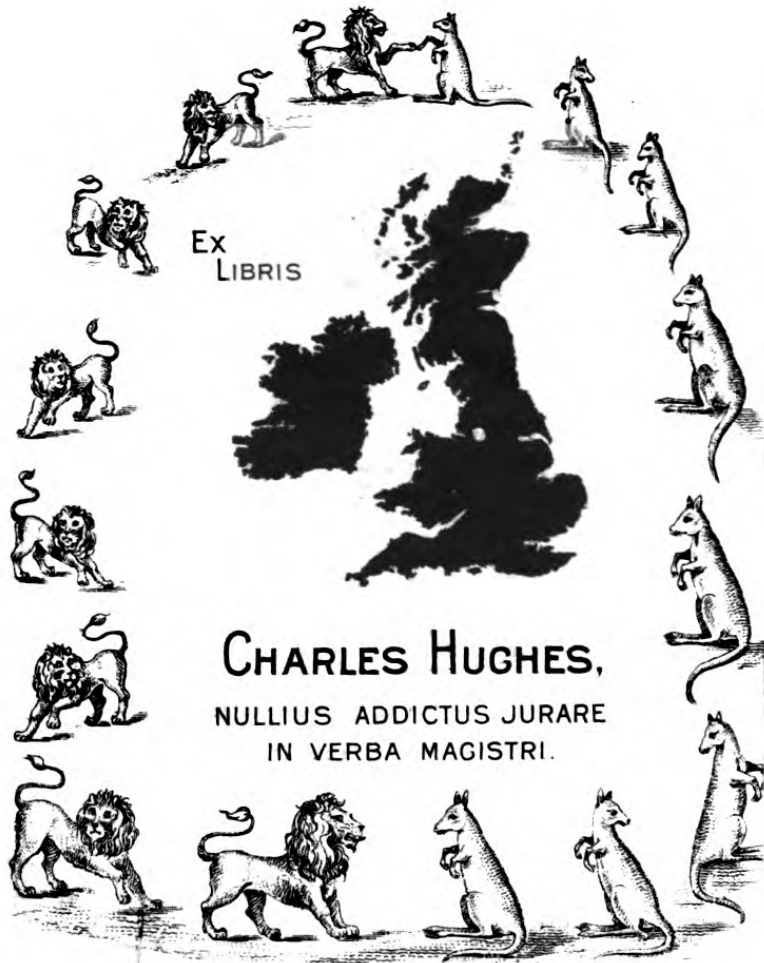 EX
LIBRIS
CHARLES HUGHES,
NULLIUS ADDICTUS JURARE
IN VERBA MAGISTRI.